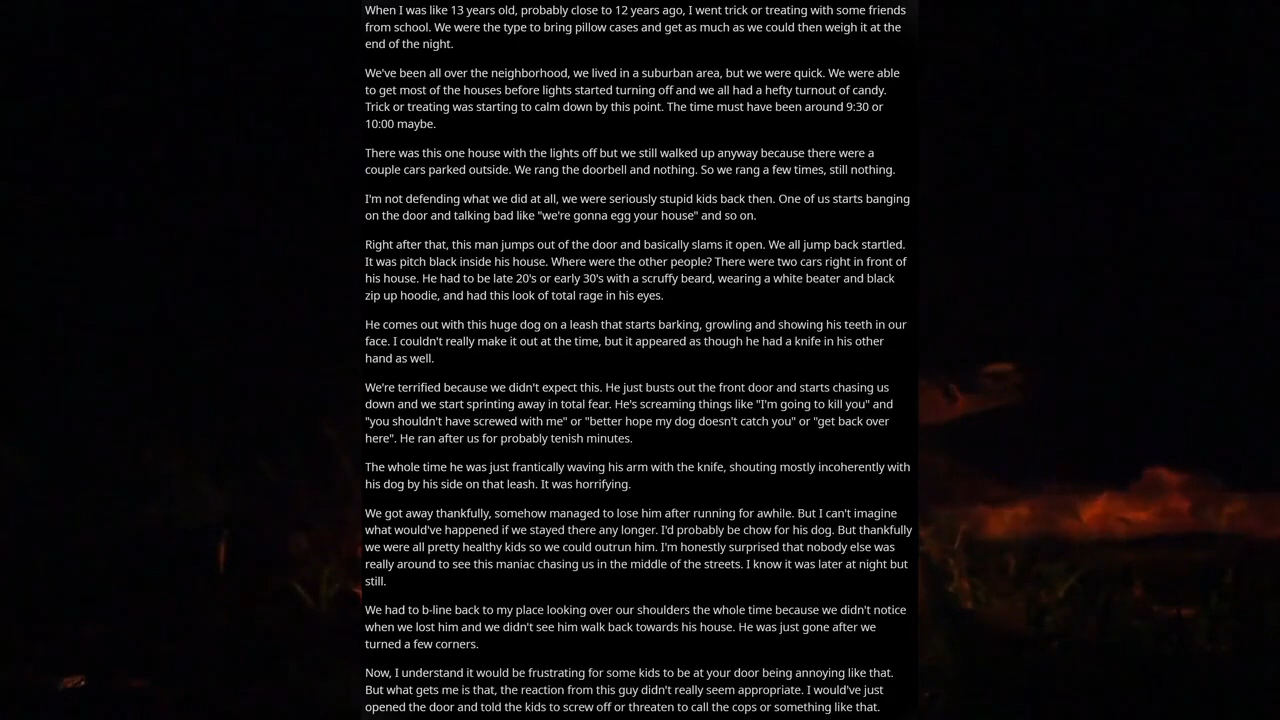 When I was like 13 years old, probably close to 12 years ago, I went trick or treating with some friends
from school. We were the type to bring pillow cases and get as much as we could then weigh it at the
end of the night.
We've been all over the neighborhood, we lived in a suburban area, but we were quick. We were able
to get most of the houses before lights started turning off and we all had a hefty turnout of candy.
Trick or treating was starting to calm down by this point. The time must have been around 9:30 or
10:00 maybe.
There was this one house with the lights off but we still walked up anyway because there were a
couple cars parked outside. We rang the doorbell and nothing. So we rang a few times, still nothing.
I'm not defending what we did at all, we were seriously stupid kids back then. One of us starts banging
on the door and talking bad like "we're gonna egg your house" and so on.
Right after that, this man jumps out of the door and basically slams it open. We all jump back startled.
It was pitch black inside his house. Where were the other people? There were two cars right in front of
his house. He had to be late 20's or early 30's with a scruffy beard, wearing a white beater and black
zip up hoodie, and had this look of total rage in his eyes.
He comes out with this huge dog on a leash that starts barking, growling and showing his teeth in our
face. I couldn't really make it out at the time, but it appeared as though he had a knife in his other
hand as well.
We're terrified because we didn't expect this. He just busts out the front door and starts chasing us
down and we start sprinting away in total fear. He's screaming things like "I'm going to kill you" and
"you shouldn't have screwed with me" or "better hope my dog doesn't catch you" or "get back over
here". He ran after us for probably tenish minutes.
The whole time he was just frantically waving his arm with the knife, shouting mostly incoherently with
his dog by his side on that leash. It was horrifying.
We got away thankfully, somehow managed to lose him after running for awhile. But I can't imagine
what would've happened if we stayed there any longer. I'd probably be chow for his dog. But thankfully
we were all pretty healthy kids so we could outrun him. I'm honestly surprised that nobody else was
really around to see this maniac chasing us in the middle of the streets. I know it was later at night but
still.
We had to b-line back to my place looking over our shoulders the whole time because we didn't notice
when we lost him and we didn't see him walk back towards his house. He was just gone after we
turned a few corners.
Now, I understand it would be frustrating for some kids to be at your door being annoying like that.
But what gets me is that, the reaction from this guy didn't really seem appropriate. I would've just
opened the door and told the kids to screw off or threaten to call the cops or something like that.